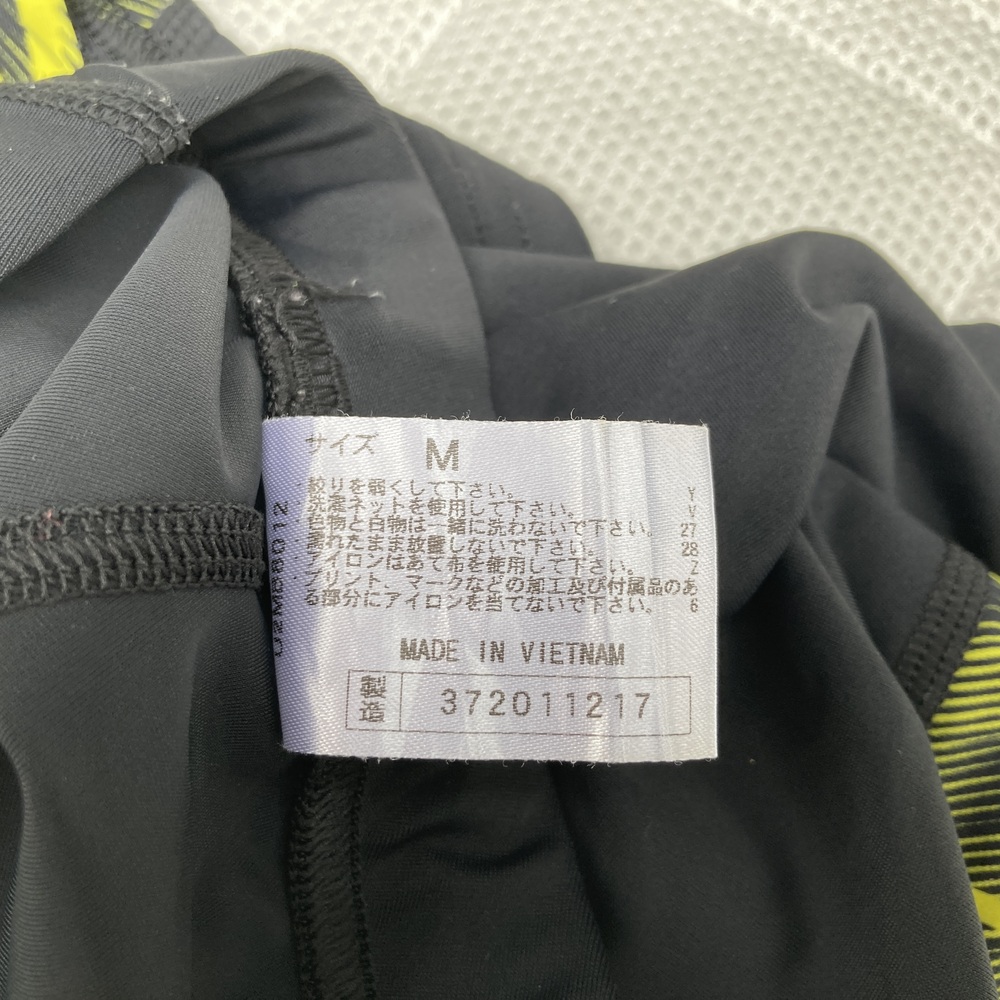 サイズ M
絞りを弱くして下さい。
洗濯ネットを使用して下さい。
色物と白物は一緒に洗わないで下さい。
濡れたまま放置しないで下さい。
アイロンはあて布を使用して下さい。
プリント、マークなどの加工及び付属品のあ
る部分にアイロンを当てないで下さい。
Y
V
27
28
Z
6
MADE IN VIETNAM
製造 372011217